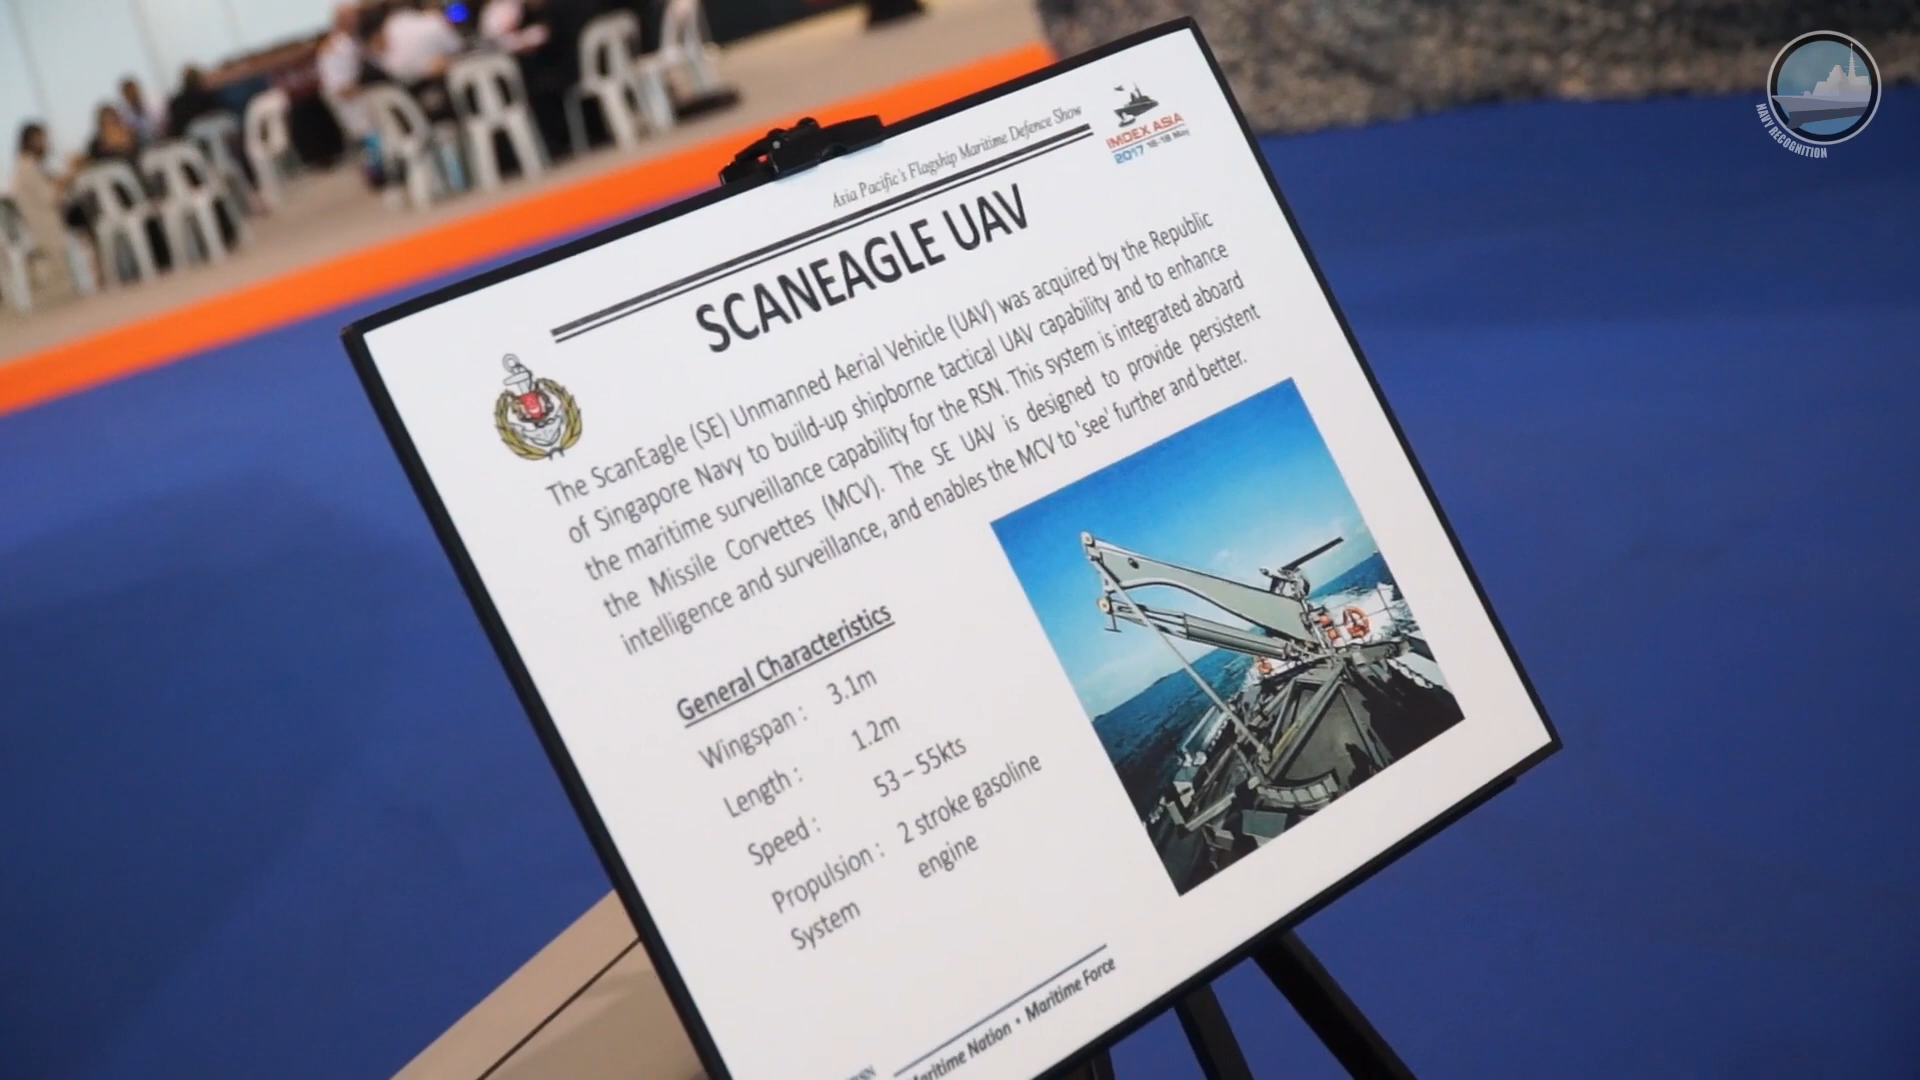 Asia Pacific's Flagship Maritime Defence Show
IMDEX ASIA
2017 16-18 May
NAVY RECOGNITION
SCANEAGLE UAV
The ScanEagle (SE) Unmanned Aerial Vehicle (UAV) was acquired by the Republic
of Singapore Navy to build-up shipborne tactical UAV capability and to enhance
the maritime surveillance capability for the RSN. This system is integrated aboard
the Missile Corvettes (MCV). The SE UAV is designed to provide persistent
intelligence and surveillance, and enables the MCV to 'see' further and better.
General Characteristics
Wingspan : 3.1m
Length : 1.2m
Speed : 53 – 55kts
Propulsion : 2 stroke gasoline
System engine
Maritime Nation • Maritime Force